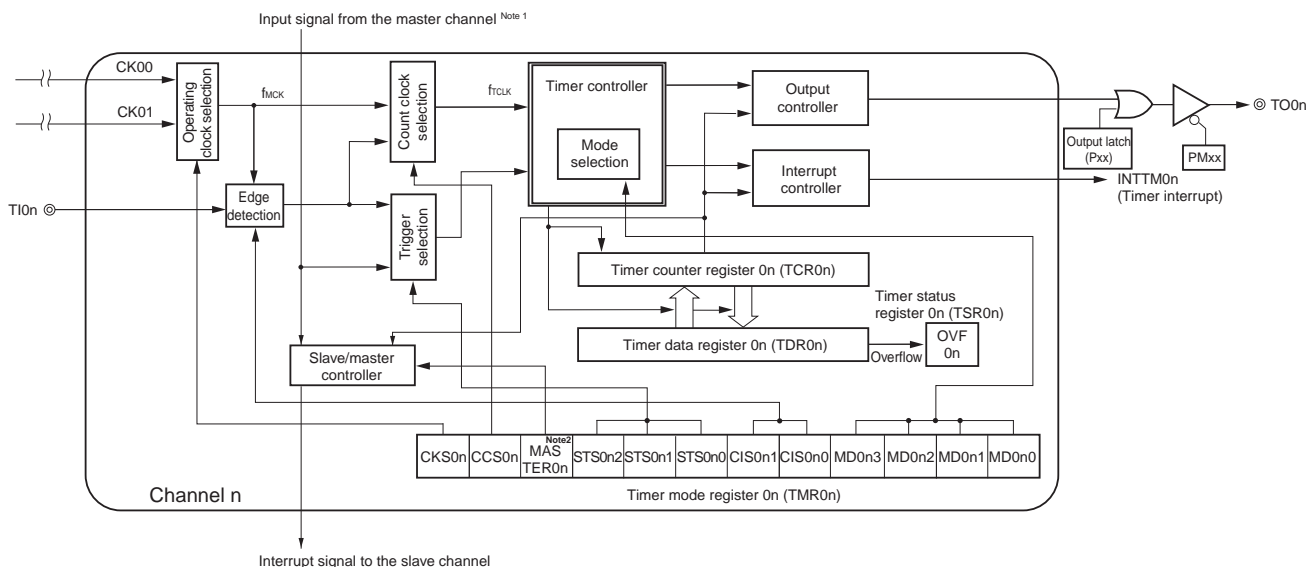 Input signal from the master channel Note 1
CK00
CK01
Operating
clock selection
fMCK
Count clock
selection
fTCLK
Timer controller
Mode
selection
Output
controller
Interrupt
controller
Output latch
(Pxx)
PMxx
TO0n
INTTM0n
(Timer interrupt)
TI0n
Edge
detection
Trigger
selection
Timer counter register 0n (TCR0n)
Timer status
register 0n (TSR0n)
Timer data register 0n (TDR0n)
Overflow
OVF
0n
Slave/master
controller
CKS0n
CCS0n
Note2
MAS
TER0n
STS0n2
STS0n1
STS0n0
CIS0n1
CIS0n0
MD0n3
MD0n2
MD0n1
MD0n0
Channel n
Timer mode register 0n (TMR0n)
Interrupt signal to the slave channel